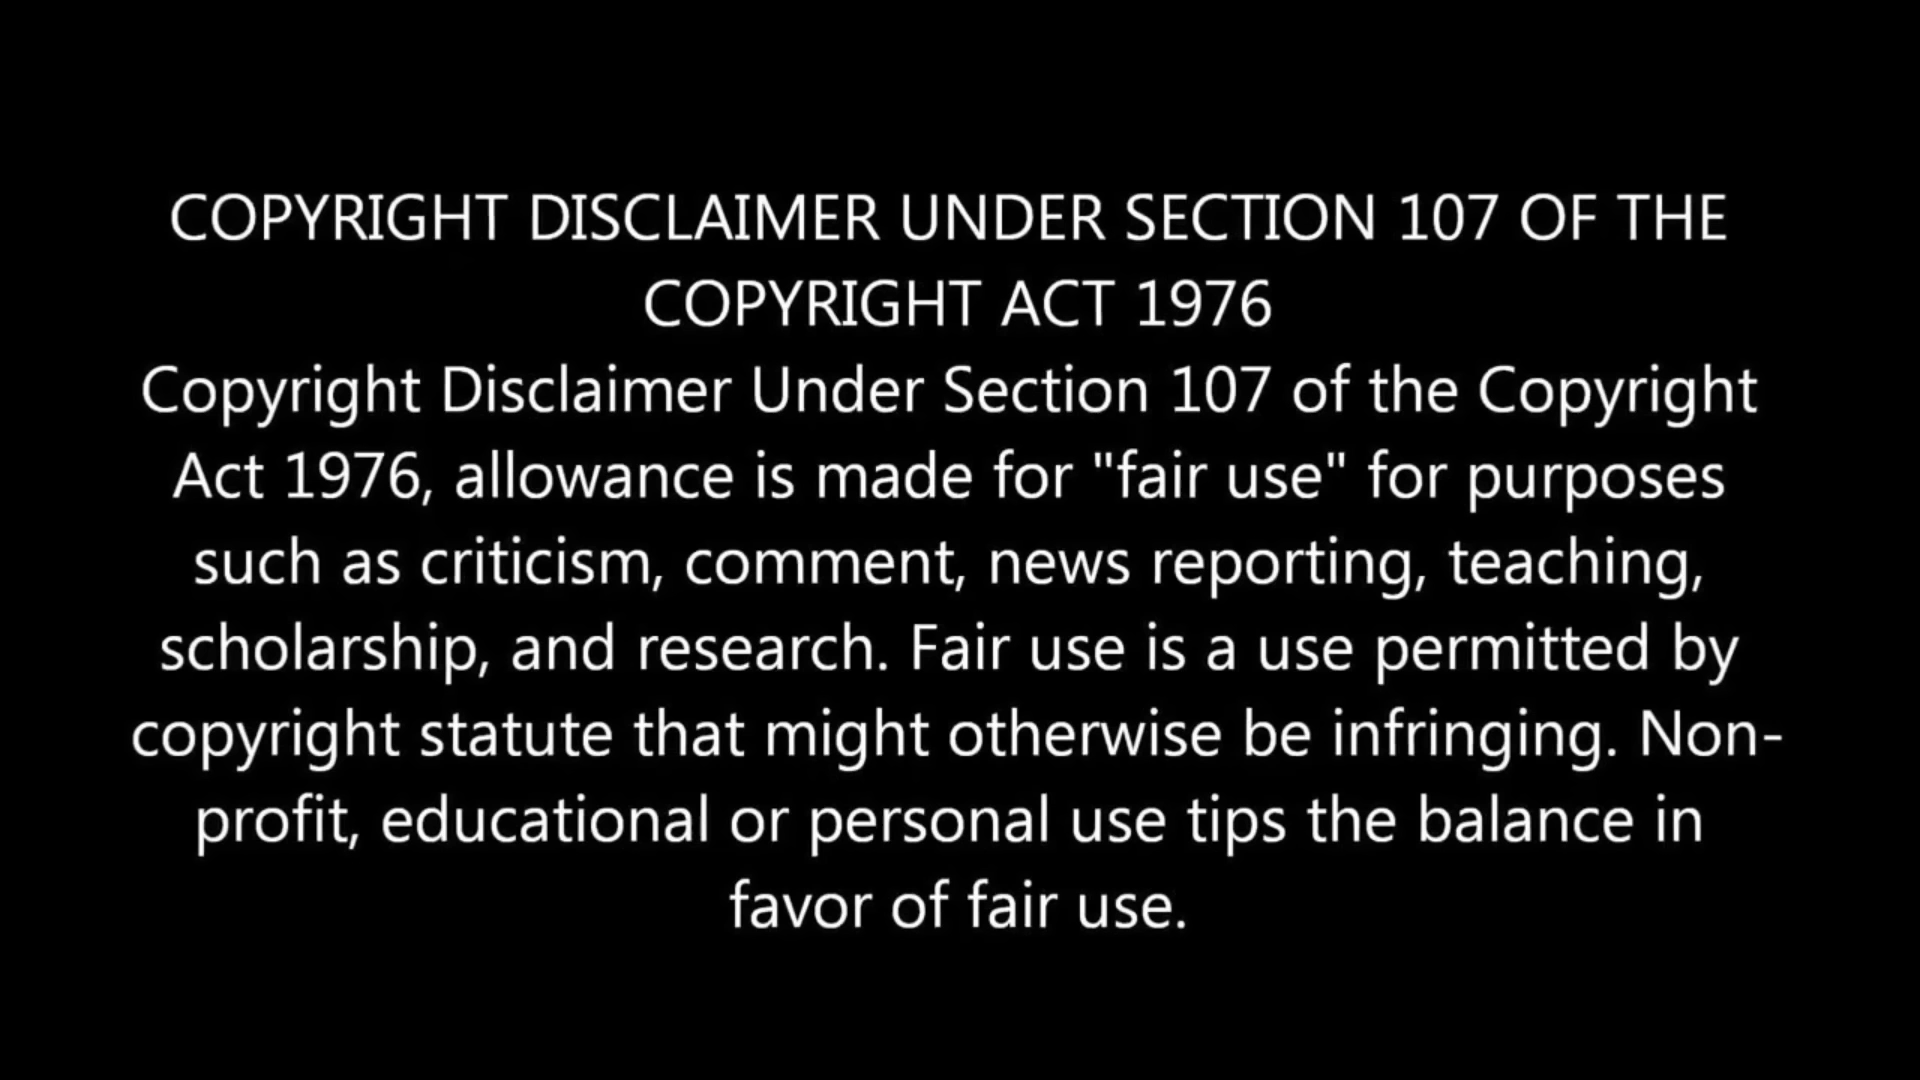 COPYRIGHT DISCLAIMER UNDER SECTION 107 OF THE
COPYRIGHT ACT 1976
Copyright Disclaimer Under Section 107 of the Copyright
Act 1976, allowance is made for "fair use" for purposes
such as criticism, comment, news reporting, teaching,
scholarship, and research. Fair use is a use permitted by
copyright statute that might otherwise be infringing. Non-
profit, educational or personal use tips the balance in
favor of fair use.